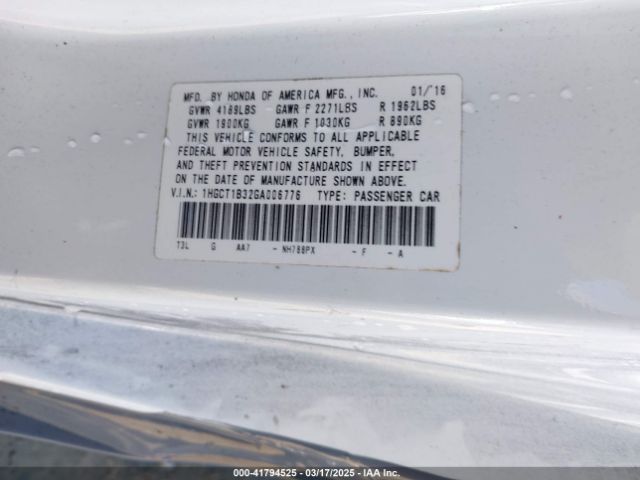 MFD. BY HONDA OF AMERICA MFG., INC. 01/'16
GVWR 4189LBS GAWR F 2271LBS R 1962LBS
GVWR 1900KG GAWR F 1030KG R 890KG
THIS VEHICLE CONFORMS TO ALL APPLICABLE
FEDERAL MOTOR VEHICLE SAFETY, BUMPER,
AND THEFT PREVENTION STANDARDS IN EFFECT
ON THE DATE OF MANUFACTURE SHOWN ABOVE.
V.I.N.: 1HGCT1B32GA006776 TYPE: PASSENGER CAR
T3L G AA7 - NH788PX - F - A
000-41794525 - 03/17/2025 - IAA Inc.